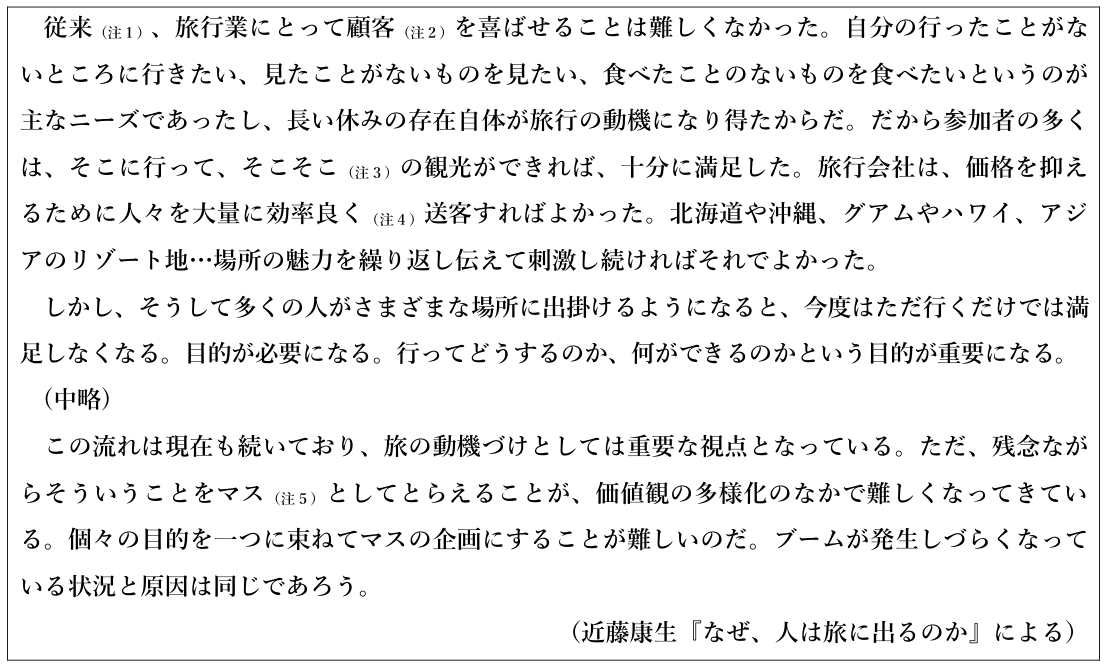 従来（注1）、旅行業にとって顧客（注2）を喜ばせることは難しくなかった。自分の行ったことがな
いところに行きたい、見たことがないものを見たい、食べたことのないものを食べたいというのが
主なニーズであったし、長い休みの存在自体が旅行の動機になり得たからだ。だから参加者の多く
は、そこに行って、そこそこ（注3）の観光ができれば、十分に満足した。旅行会社は、価格を抑え
るために人々を大量に効率良く（注4）送客すればよかった。北海道や沖縄、グアムやハワイ、アジ
アのリゾート地…場所の魅力を繰り返し伝えて刺激し続ければそれでよかった。
しかし、そうして多くの人がさまざまな場所に出掛けるようになると、今度はただ行くだけでは満
足しなくなる。目的が必要になる。行ってどうするのか、何ができるのかという目的が重要になる。
（中略）
この流れは現在も続いており、旅の動機づけとしては重要な視点となっている。ただ、残念なが
らそういうことをマス（注5）としてとらえることが、価値観の多様化のなかで難しくなってきてい
る。個々の目的を一つに束ねてマスの企画にすることが難しいのだ。ブームが発生しづらくなって
いる状況と原因は同じであろう。
（近藤康生『なぜ、人は旅に出るのか』による）